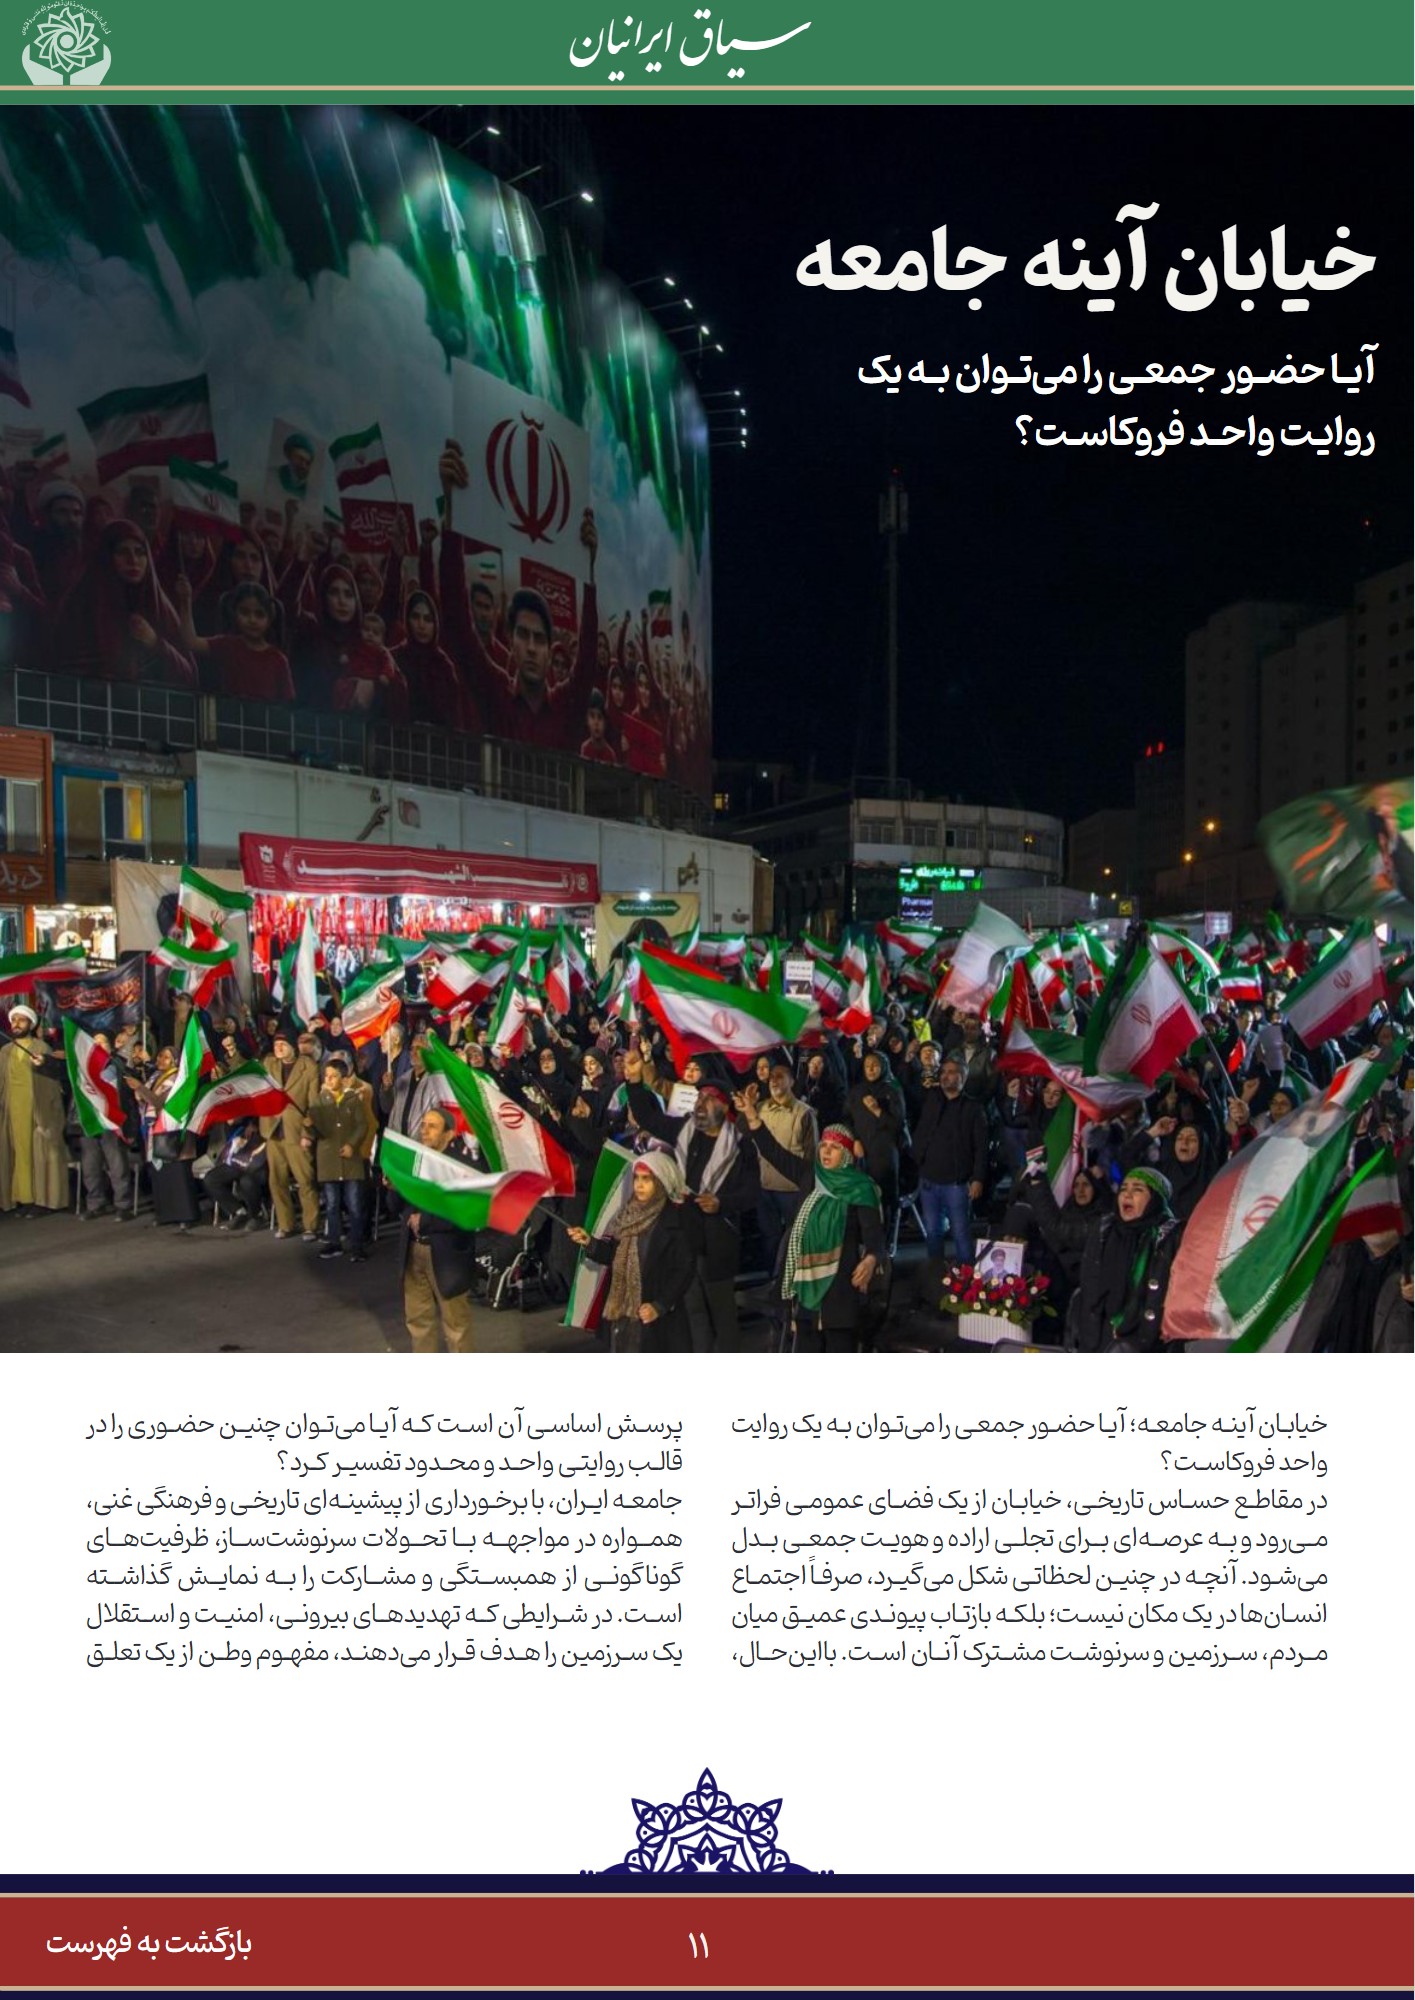 سیاق ایرانیان
خیابان آینه جامعه
آیا حضور جمعی را می‌توان به یک
روایت واحد فروکاست؟
خیابان آینه جامعه؛ آیا حضور جمعی را می‌توان به یک روایت
واحد فروکاست؟
در مقاطع حساس تاریخی، خیابان از یک فضای عمومی فراتر
می‌رود و به عرصه‌ای برای تجلی اراده و هویت جمعی بدل
می‌شود. آنچه در چنین لحظاتی شکل می‌گیرد، صرفاً اجتماع
انسان‌ها در یک مکان نیست؛ بلکه بازتاب پیوندی عمیق میان
مردم، سرزمین و سرنوشت مشترک آنان است. بااین‌حال،
پرسش اساسی آن است که آیا می‌توان چنین حضوری را در
قالب روایتی واحد و محدود تفسیر کرد؟
جامعه ایران، با برخورداری از پیشینه‌ای تاریخی و فرهنگی غنی،
همواره در مواجهه با تحولات سرنوشت‌ساز، ظرفیت‌های
گوناگونی از همبستگی و مشارکت را به نمایش گذاشته
است. در شرایطی که تهدیدهای بیرونی، امنیت و استقلال
یک سرزمین را هدف قرار می‌دهند، مفهوم وطن از یک تعلق
۱۱
بازگشت به فهرست